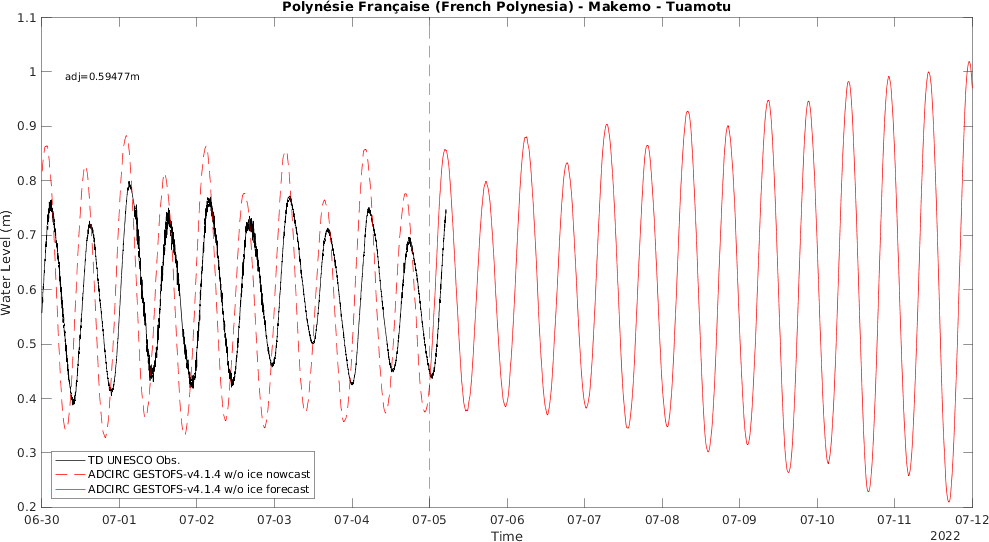 Polynésie Française (French Polynesia) - Makemo - Tuamotu
1.1
1
0.9
0.8
0.7
0.6
0.5
0.4
0.3
0.2
Water Level (m)
adj=0.59477m
TD UNESCO Obs.
ADCIRC GESTOFS-v4.1.4 w/o ice nowcast
ADCIRC GESTOFS-v4.1.4 w/o ice forecast
06-30 07-01 07-02 07-03 07-04 07-05 07-06 07-07 07-08 07-09 07-10 07-11 07-12
Time
2022